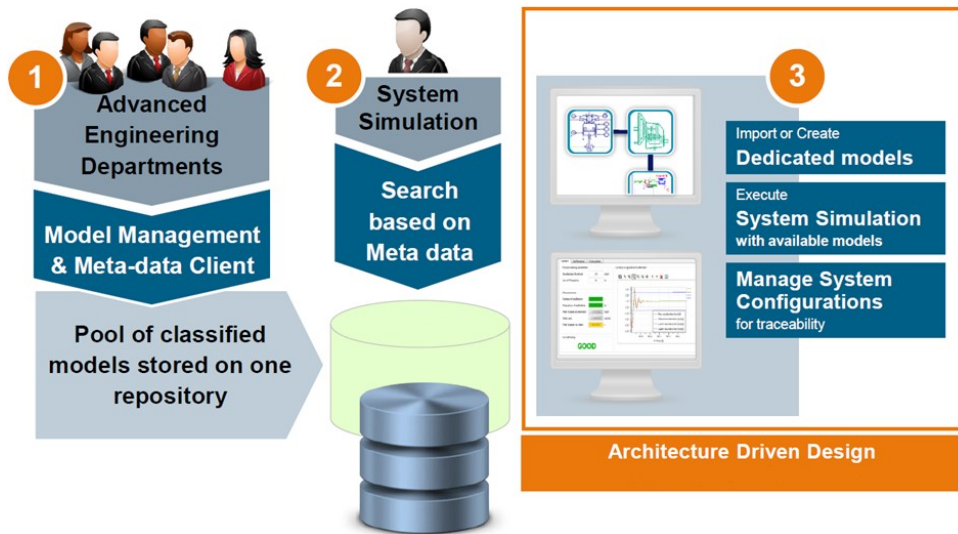 1
Advanced
Engineering
Departments
Model Management
& Meta-data Client
Pool of classified
models stored on one
repository
2
System
Simulation
Search
based on
Meta data
3
Import or Create
Dedicated models
Execute
System Simulation
with available models
Manage System
Configurations
for traceability
GOOD
Architecture Driven Design